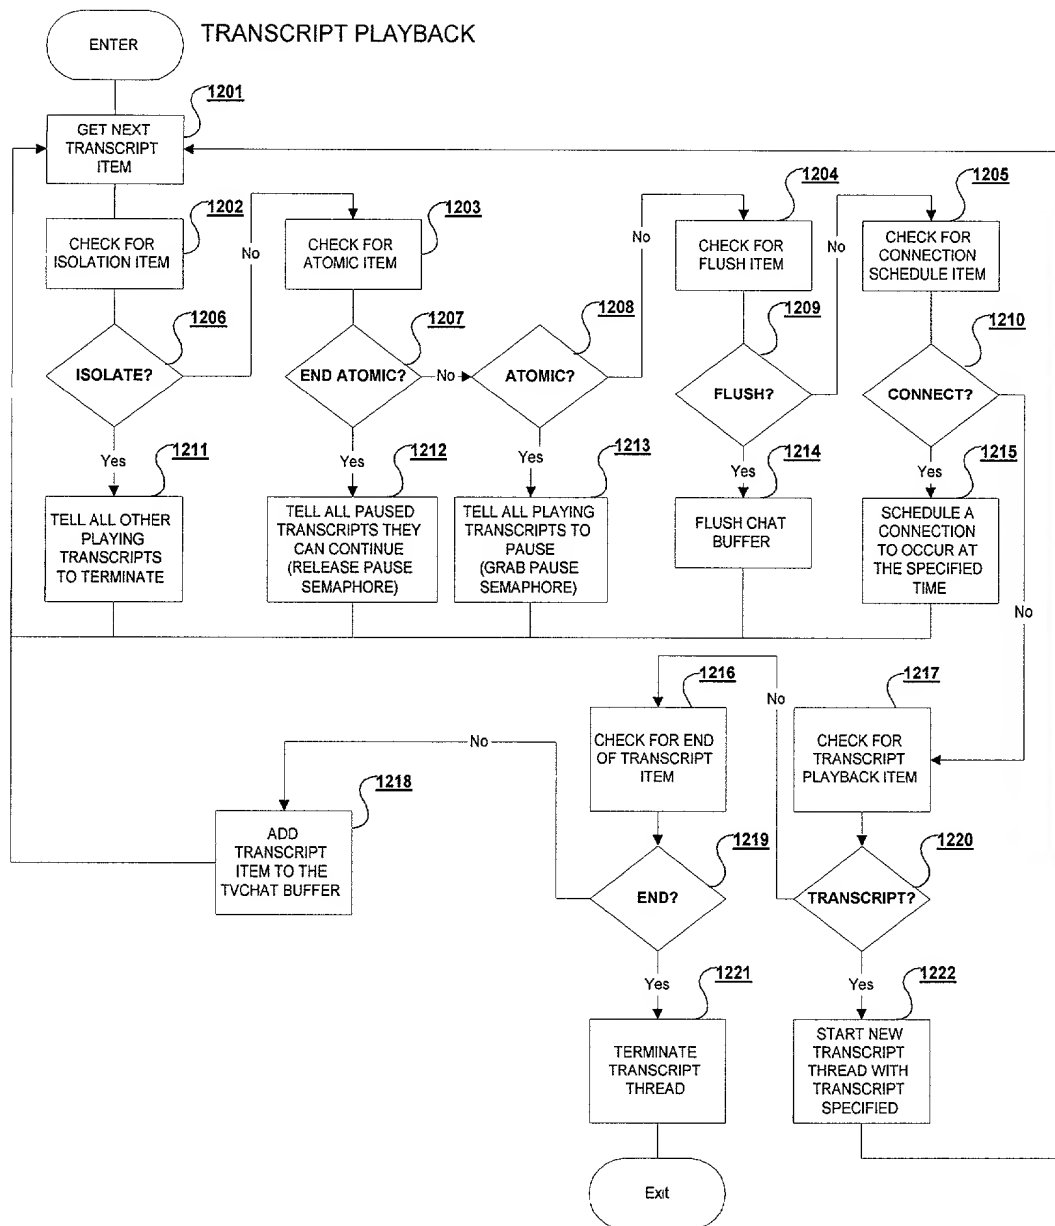 TRANSCRIPT PLAYBACK
ENTER
1201
GET NEXT
TRANSCRIPT
ITEM
1202
CHECK FOR
ISOLATION ITEM
No
1203
CHECK FOR
ATOMIC ITEM
1204
CHECK FOR
FLUSH ITEM
No
1205
CHECK FOR
CONNECTION
SCHEDULE ITEM
No
1206
ISOLATE?
1207
END ATOMIC?
No
1208
ATOMIC?
1209
FLUSH?
1210
CONNECT?
Yes
1211
TELL ALL OTHER
PLAYING
TRANSCRIPTS
TO TERMINATE
Yes
1212
TELL ALL PAUSED
TRANSCRIPTS THEY
CAN CONTINUE
(RELEASE PAUSE
SEMAPHORE)
Yes
1213
TELL ALL PLAYING
TRANSCRIPTS TO
PAUSE
(GRAB PAUSE
SEMAPHORE)
Yes
1214
FLUSH CHAT
BUFFER
Yes
1215
SCHEDULE A
CONNECTION
TO OCCUR AT
THE SPECIFIED
TIME
No
1216
CHECK FOR END
OF TRANSCRIPT
ITEM
No
1217
CHECK FOR
TRANSCRIPT
PLAYBACK ITEM
No
1218
ADD
TRANSCRIPT
ITEM TO THE
TVCHAT BUFFER
1219
END?
1220
TRANSCRIPT?
Yes
1221
TERMINATE
TRANSCRIPT
THREAD
Yes
1222
START NEW
TRANSCRIPT
THREAD WITH
TRANSCRIPT
SPECIFIED
Exit